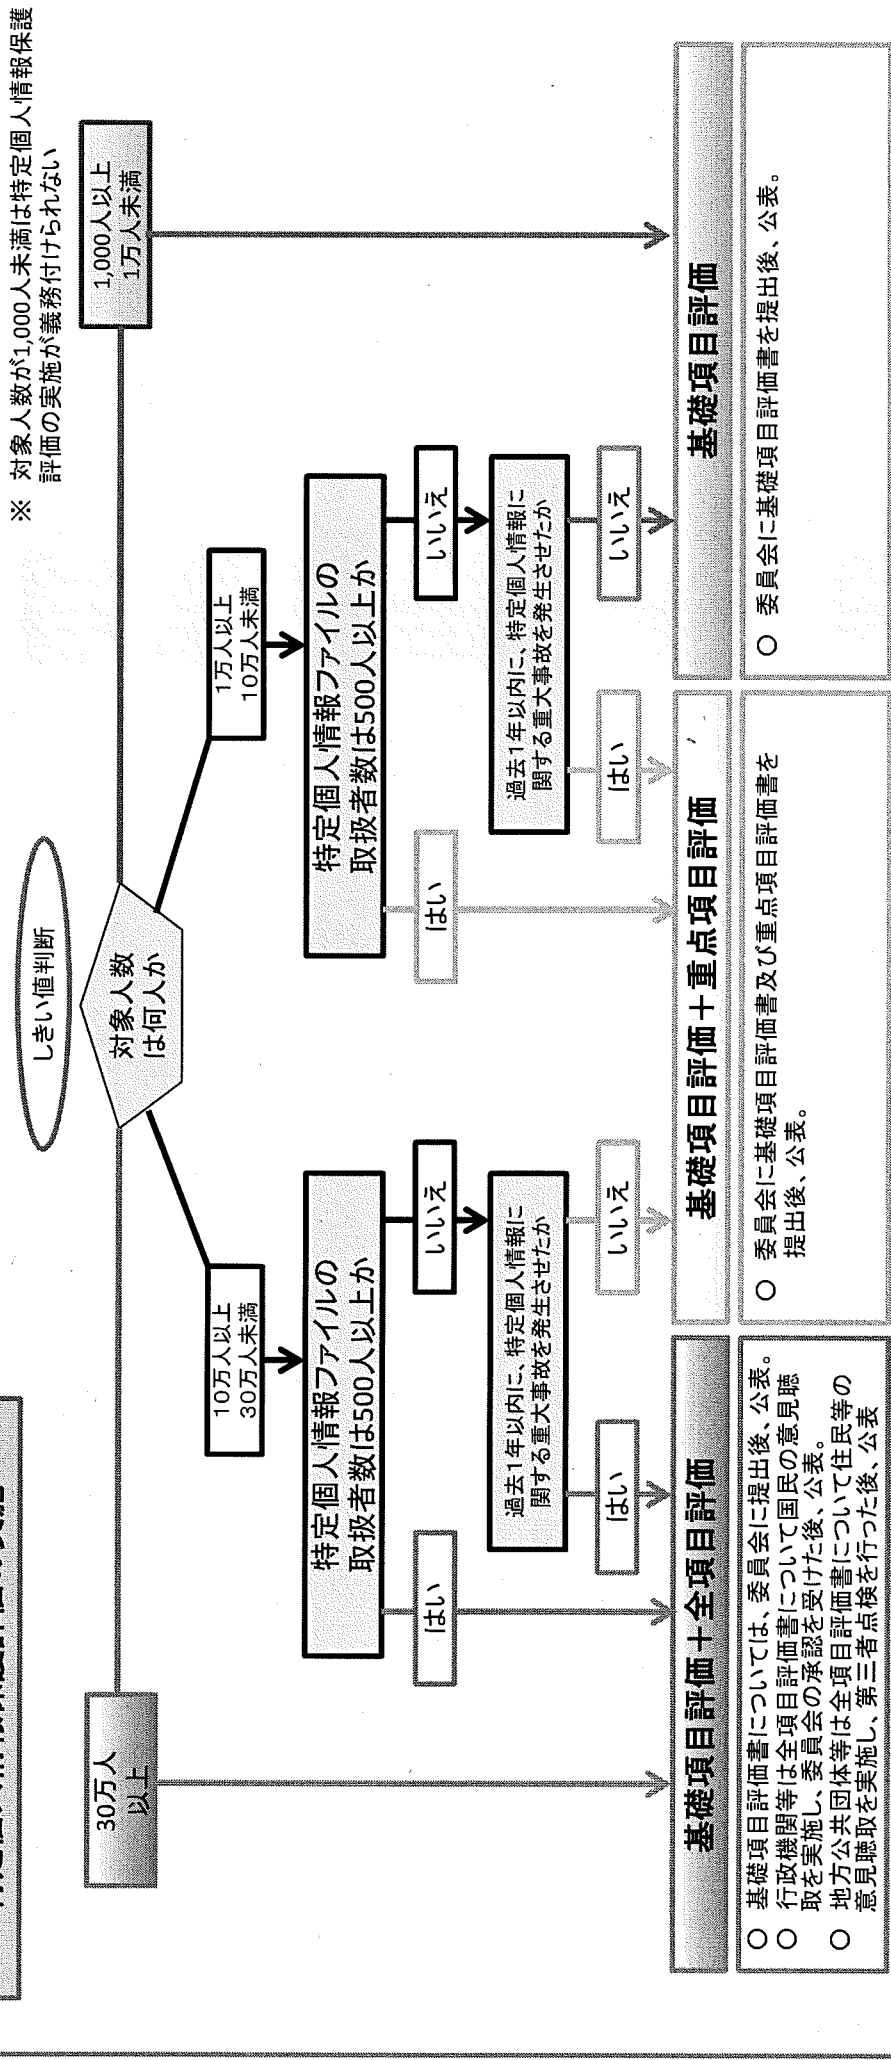 ※ 対象人数が1,000人未満は特定個人情報保護
評価の実施が義務付けられない
しきい値判断
対象人数
は何人か
30万人
以上
10万人以上
30万人未満
1万人以上
10万人未満
1,000人以上
1万人未満
特定個人情報ファイルの
取扱者数は500人以上か
特定個人情報ファイルの
取扱者数は500人以上か
はい
いいえ
はい
いいえ
過去1年以内に、特定個人情報に
関する重大事故を発生させたか
過去1年以内に、特定個人情報に
関する重大事故を発生させたか
はい
いいえ
はい
いいえ
基礎項目評価+全項目評価
○ 基礎項目評価書については、委員会に提出後、公表。
○ 行政機関等は全項目評価書について国民の意見聴
取を実施し、委員会の承認を受けた後、公表。
○ 地方公共団体等は全項目評価書について住民等の
意見聴取を実施し、第三者点検を行った後、公表
基礎項目評価+重点項目評価
○ 委員会に基礎項目評価書及び重点項目評価書を
提出後、公表。
基礎項目評価
○ 委員会に基礎項目評価書を提出後、公表。